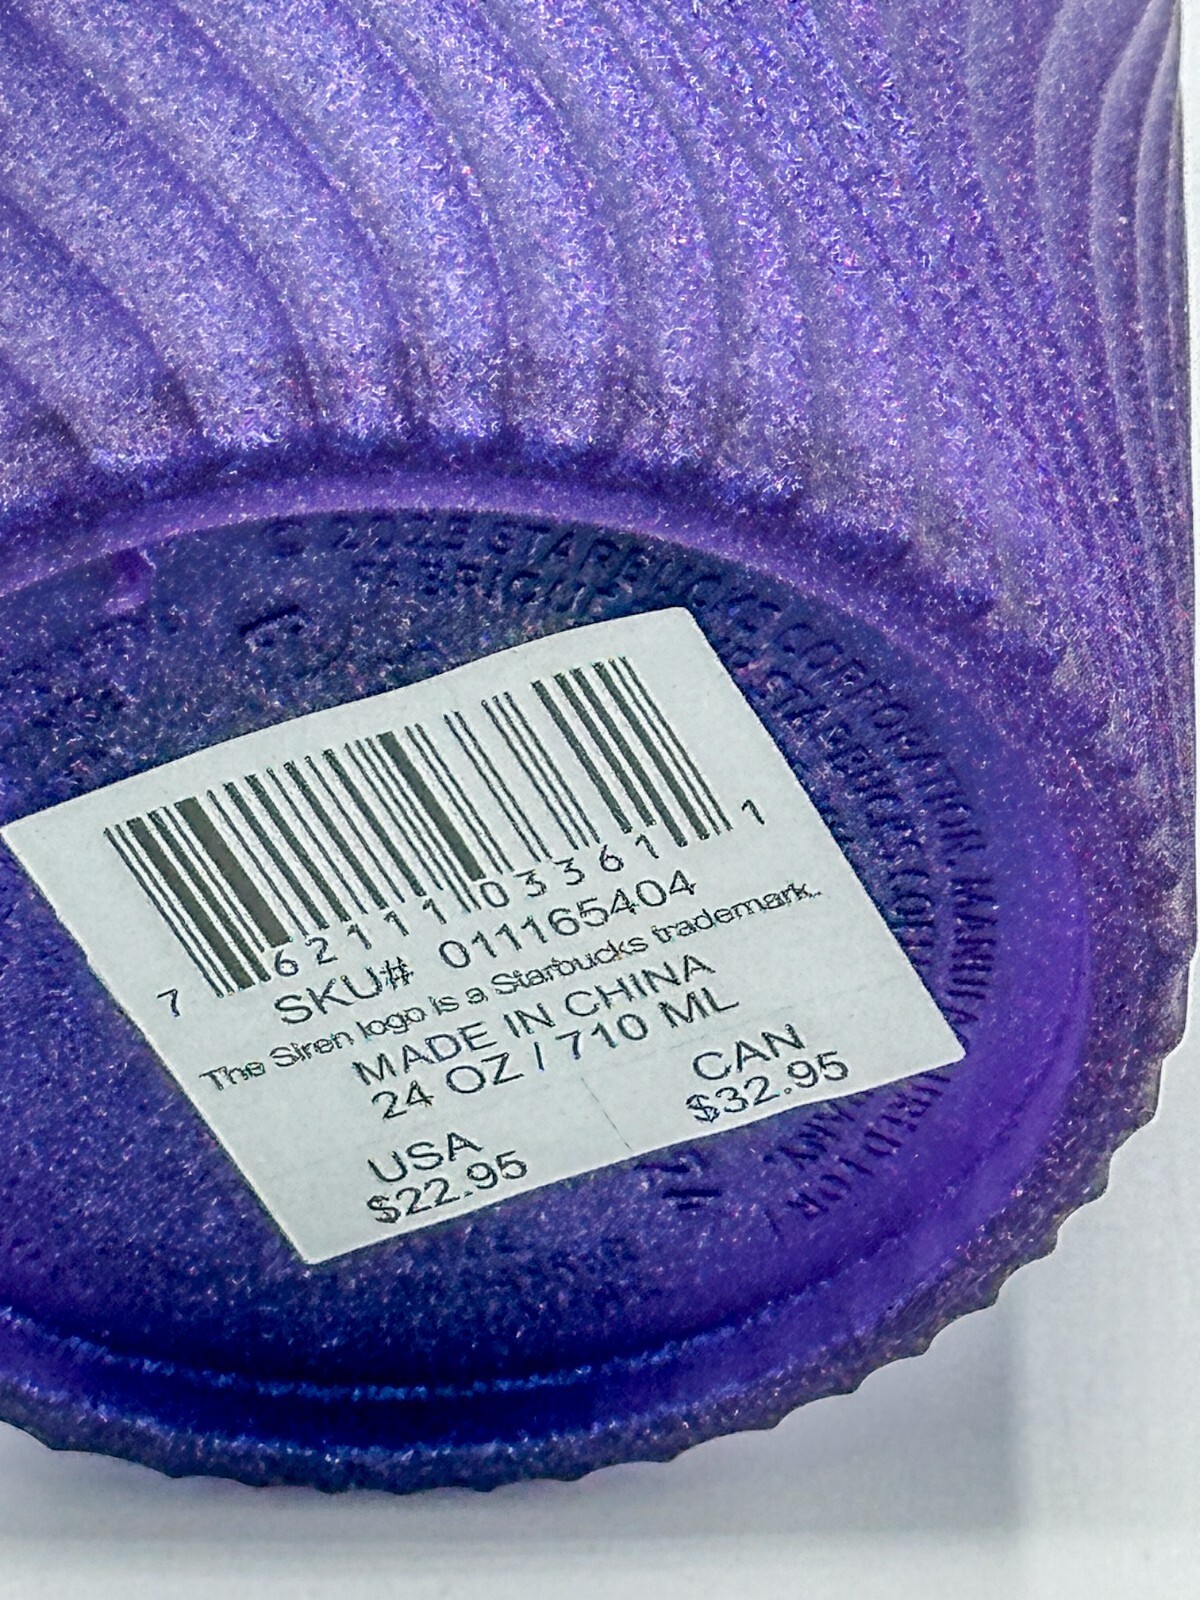 © 2025 STARBUCKS CORPORATION.
7 62111 03361 1
SKU# 011165404
The Siren logo is a Starbucks trademark.
MADE IN CHINA
24 OZ / 710 ML
USA
$22.95
CAN
$32.95